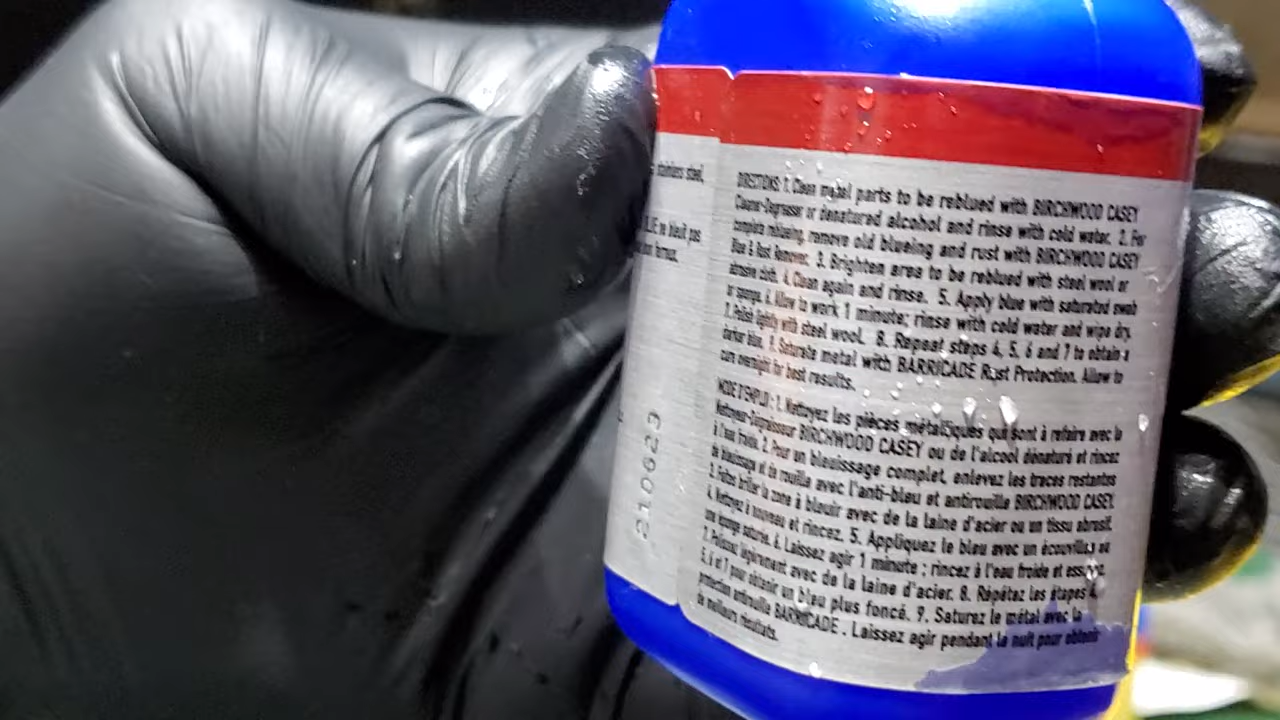 stainless steel,
ne bleuit pas
DIRECTIONS: 1. Clean metal parts to be reblued with BIRCHWOOD CASEY
Cleaner-Degreaser or denatured alcohol and rinse with cold water. 2. For
complete reblueing, remove old blueing and rust with BIRCHWOOD CASEY
Blue & Rust Remover. 3. Brighten area to be reblued with steel wool or
abrasive cloth. 4. Clean again and rinse. 5. Apply blue with saturated swab
or sponge. 6. Allow to work 1 minute; rinse with cold water and wipe dry.
7. Polish lightly with steel wool. 8. Repeat steps 4, 5, 6 and 7 to obtain a
darker blue. 9. Saturate metal with BARRICADE Rust Protection. Allow to
cure overnight for best results.
MODE D'EMPLOI : 1. Nettoyez les pièces métalliques qui sont à refaire avec le
Nettoyeur-Dégraisseur BIRCHWOOD CASEY ou de l'alcool dénaturé et rincez
à l'eau froide. 2. Pour un bleuissage complet, enlevez les traces restantes
de bleuissage et de rouille avec l'anti-bleu et antirouille BIRCHWOOD CASEY.
3. Faites briller la zone à bleuir avec de la laine d'acier ou un tissu abrasif.
4. Nettoyez à nouveau et rincez. 5. Appliquez le bleu avec un écouvillon ou
une éponge saturée. 6. Laissez agir 1 minute ; rincez à l'eau froide et essuyez.
7. Polissez légèrement avec de la laine d'acier. 8. Répétez les étapes 4,
5, 6 et 7 pour obtenir un bleu plus foncé. 9. Saturez le métal avec la
protection antirouille BARRICADE . Laissez agir pendant la nuit pour obtenir
de meilleurs résultats.
210623